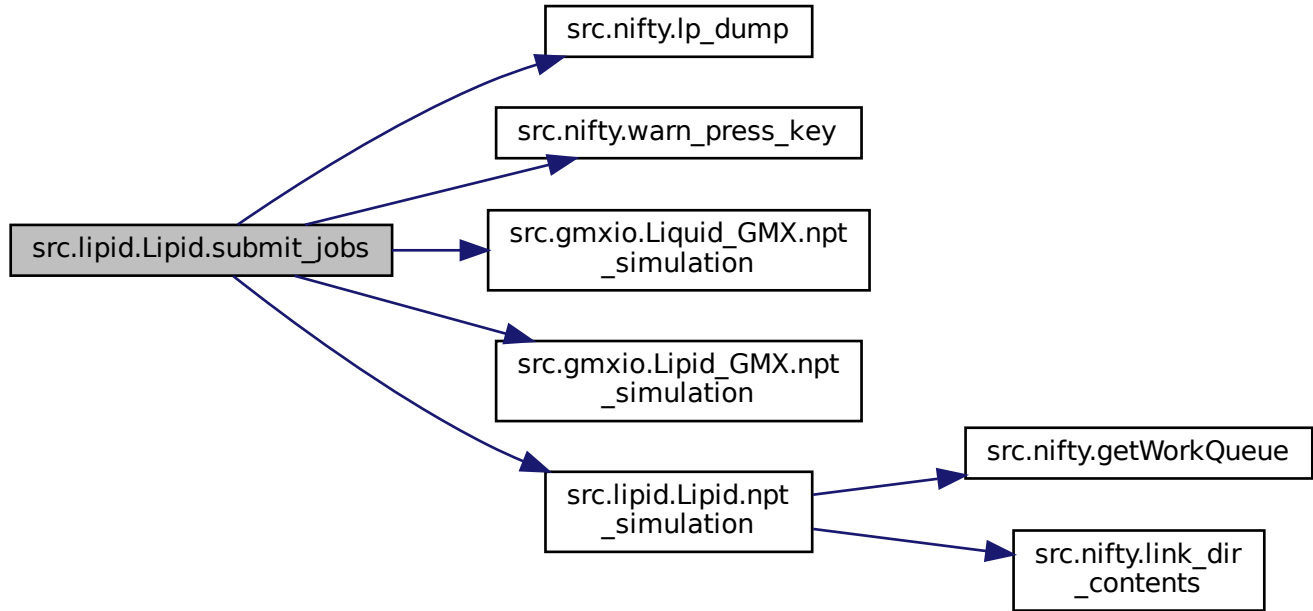 src.nifty.lp_dump
src.nifty.warn_press_key
src.lipid.Lipid.submit_jobs
src.gmxio.Liquid_GMX.npt
_simulation
src.gmxio.Lipid_GMX.npt
_simulation
src.lipid.Lipid.npt
_simulation
src.nifty.getWorkQueue
src.nifty.link_dir
_contents